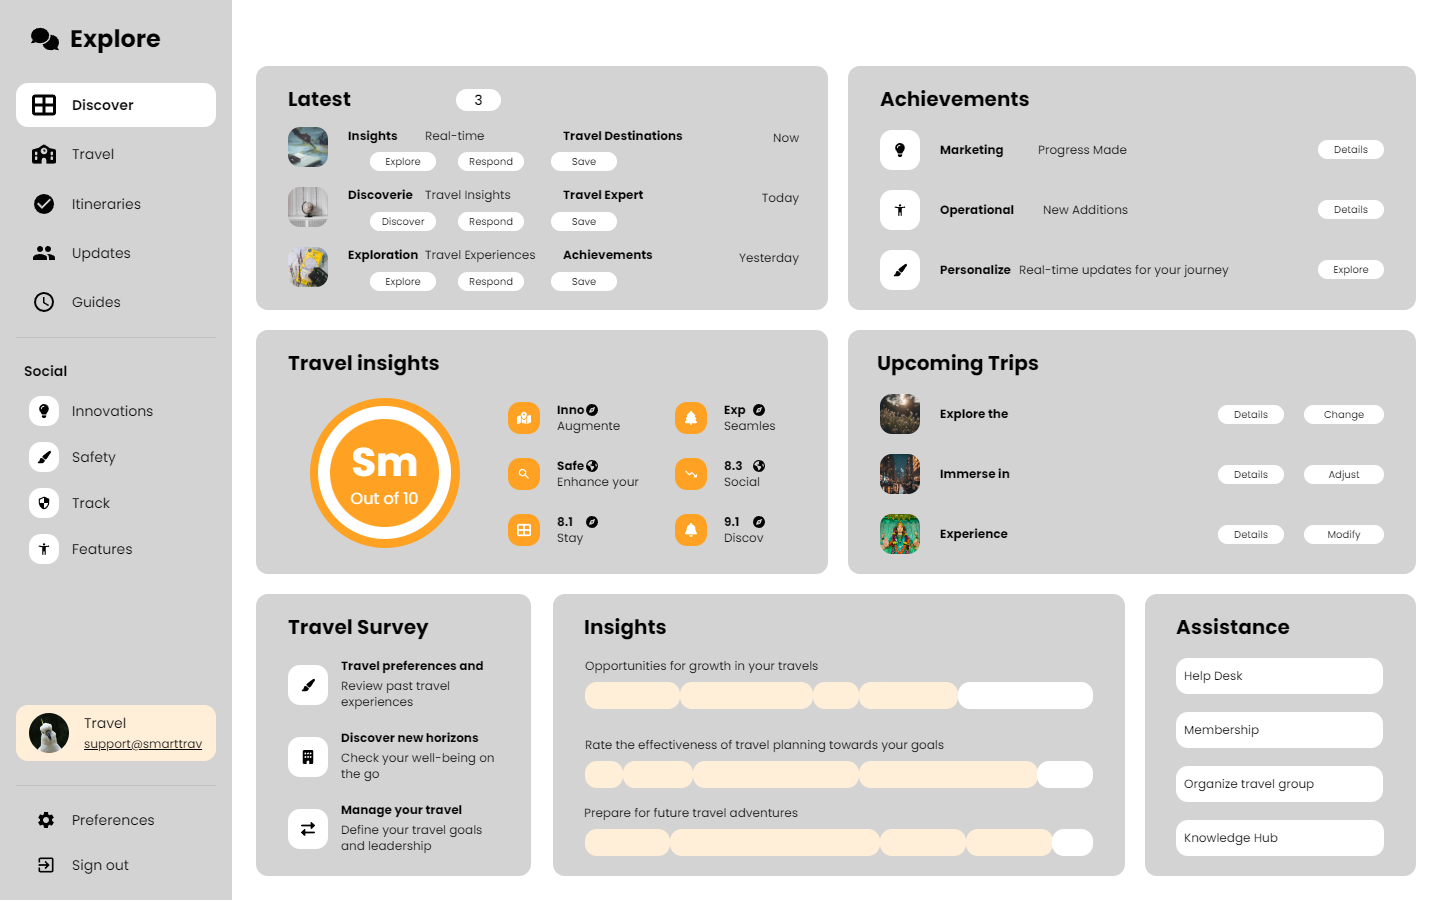 Explore
Discover
Travel
Itineraries
Updates
Guides
Social
Innovations
Safety
Track
Features
Travel
support@smarttrav
Preferences
Sign out
Latest 3
Insights Real-time Travel Destinations Now
Explore Respond Save
Discoverie Travel Insights Travel Expert Today
Discover Respond Save
Exploration Travel Experiences Achievements Yesterday
Explore Respond Save
Achievements
Marketing Progress Made Details
Operational New Additions Details
Personalize Real-time updates for your journey Explore
Travel insights
Sm
Out of 10
Inno
Augmente
Exp
Seamles
Safe
Enhance your
8.3
Social
8.1
Stay
9.1
Discov
Upcoming Trips
Explore the Details Change
Immerse in Details Adjust
Experience Details Modify
Travel Survey
Travel preferences and
Review past travel
experiences
Discover new horizons
Check your well-being on
the go
Manage your travel
Define your travel goals
and leadership
Insights
Opportunities for growth in your travels
Rate the effectiveness of travel planning towards your goals
Prepare for future travel adventures
Assistance
Help Desk
Membership
Organize travel group
Knowledge Hub